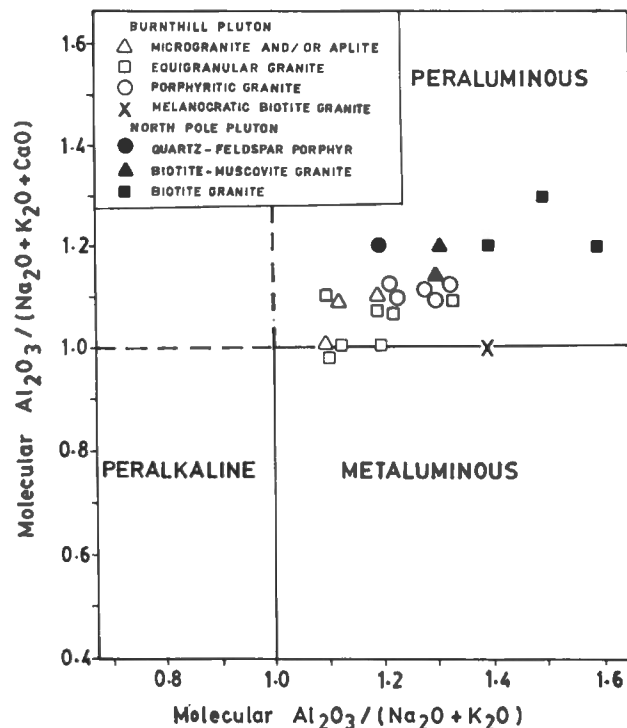 BURNTHILL PLUTON
MICROGRANITE AND/OR APLITE
EQUIGRANULAR GRANITE
PORPHYRITIC GRANITE
MELANOCRATIC BIOTITE GRANITE
NORTH POLE PLUTON
QUARTZ-FELDSPAR PORPHYR
BIOTITE-MUSCOVITE GRANITE
BIOTITE GRANITE
PERALUMINOUS
PERALKALINE
METALUMINOUS
1.6
1.4
1.2
1.0
0.8
0.6
0.4
0.8
1.0
1.2
1.4
1.6
Molecular Al₂O₃/(Na₂O+K₂O+CaO)
Molecular Al₂O₃/(Na₂O+K₂O)